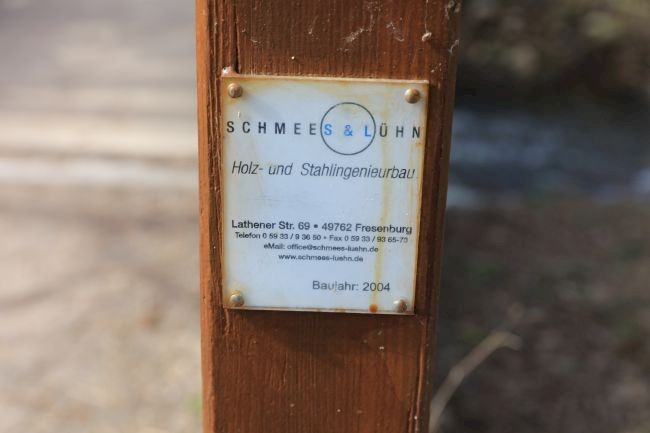 SCHMEES & LÜHN
Holz- und Stahlingenieurbau
Lathener Str. 69 • 49762 Fresenburg
Telefon 0 59 33 / 9 36 50 • Fax 0 59 33 / 93 65-73
eMail: office@schmees-luehn.de
www.schmees-luehn.de
Baujahr: 2004